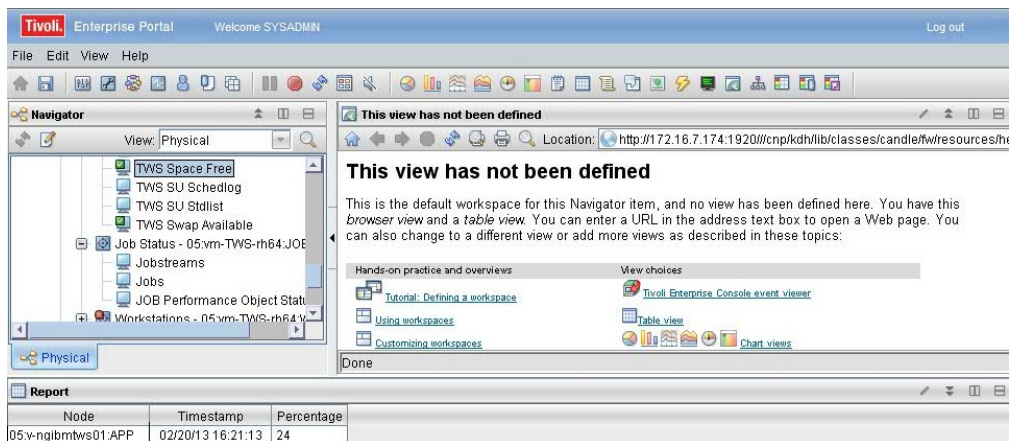 Tivoli. Enterprise Portal Welcome SYSADMIN Log out
File Edit View Help
Navigator
View: Physical
TWS Space Free
TWS SU Schedlog
TWS SU Stdlist
TWS Swap Available
Job Status - 05:vm-TWS-rh64:JOB
Jobstreams
Jobs
JOB Performance Object Statu
Workstations - 05:vm-TWS-rh64:W
Physical
This view has not been defined
Location: http://172.16.7.174:1920///cnp/kdh/lib/classes/candle/fw/resources/he
This view has not been defined
This is the default workspace for this Navigator item, and no view has been defined here. You have this
browser view and a table view. You can enter a URL in the address text box to open a Web page. You
can also change to a different view or add more views as described in these topics:
Hands-on practice and overviews View choices
Tutorial: Defining a workspace Tivoli Enterprise Console event viewer
Using workspaces Table view
Customizing workspaces Chart views
Done
Report
Node Timestamp Percentage
05:v-ngibmtws01:APP 02/20/13 16:21:13 24